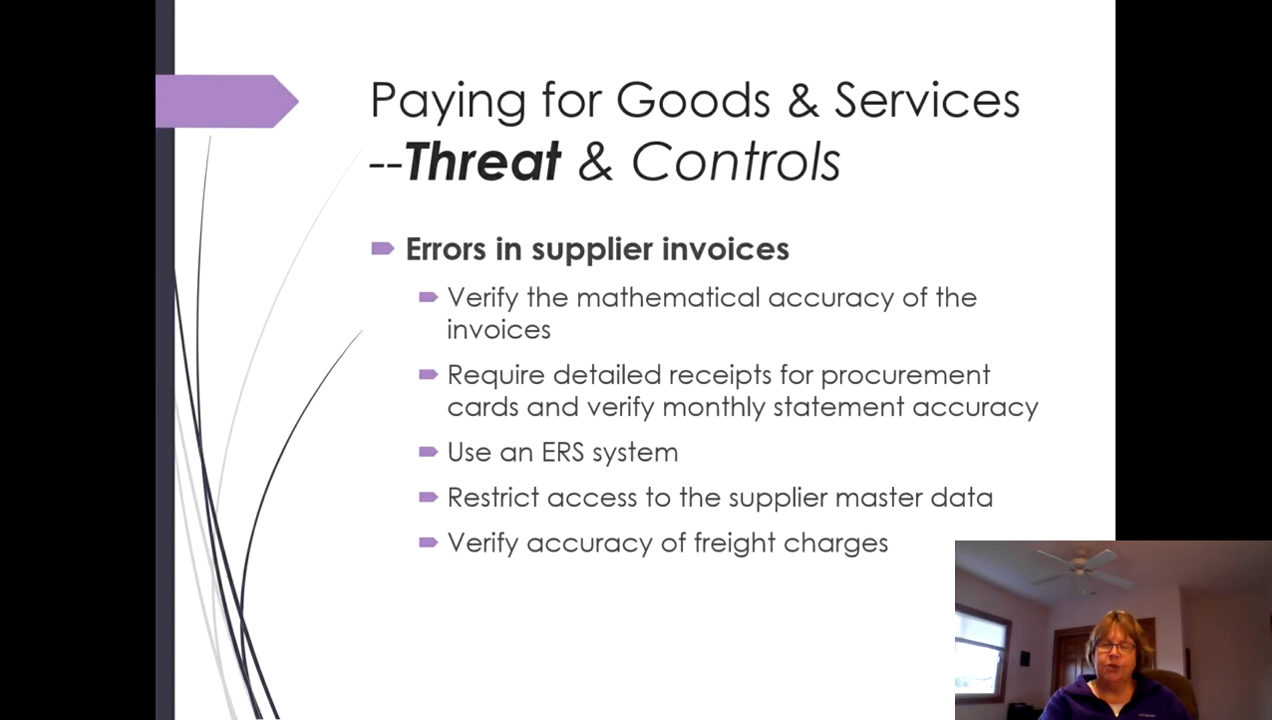 Paying for Goods & Services
--Threat & Controls
Errors in supplier invoices
Verify the mathematical accuracy of the
invoices
Require detailed receipts for procurement
cards and verify monthly statement accuracy
Use an ERS system
Restrict access to the supplier master data
Verify accuracy of freight charges